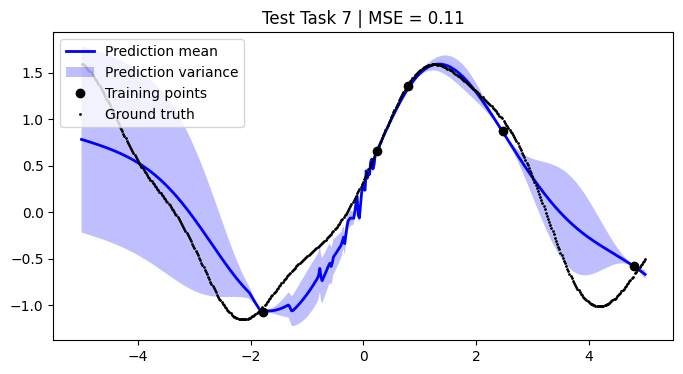 Test Task 7 | MSE = 0.11
Prediction mean
Prediction variance
Training points
Ground truth
1.5
1.0
0.5
0.0
−0.5
−1.0
−4
−2
0
2
4